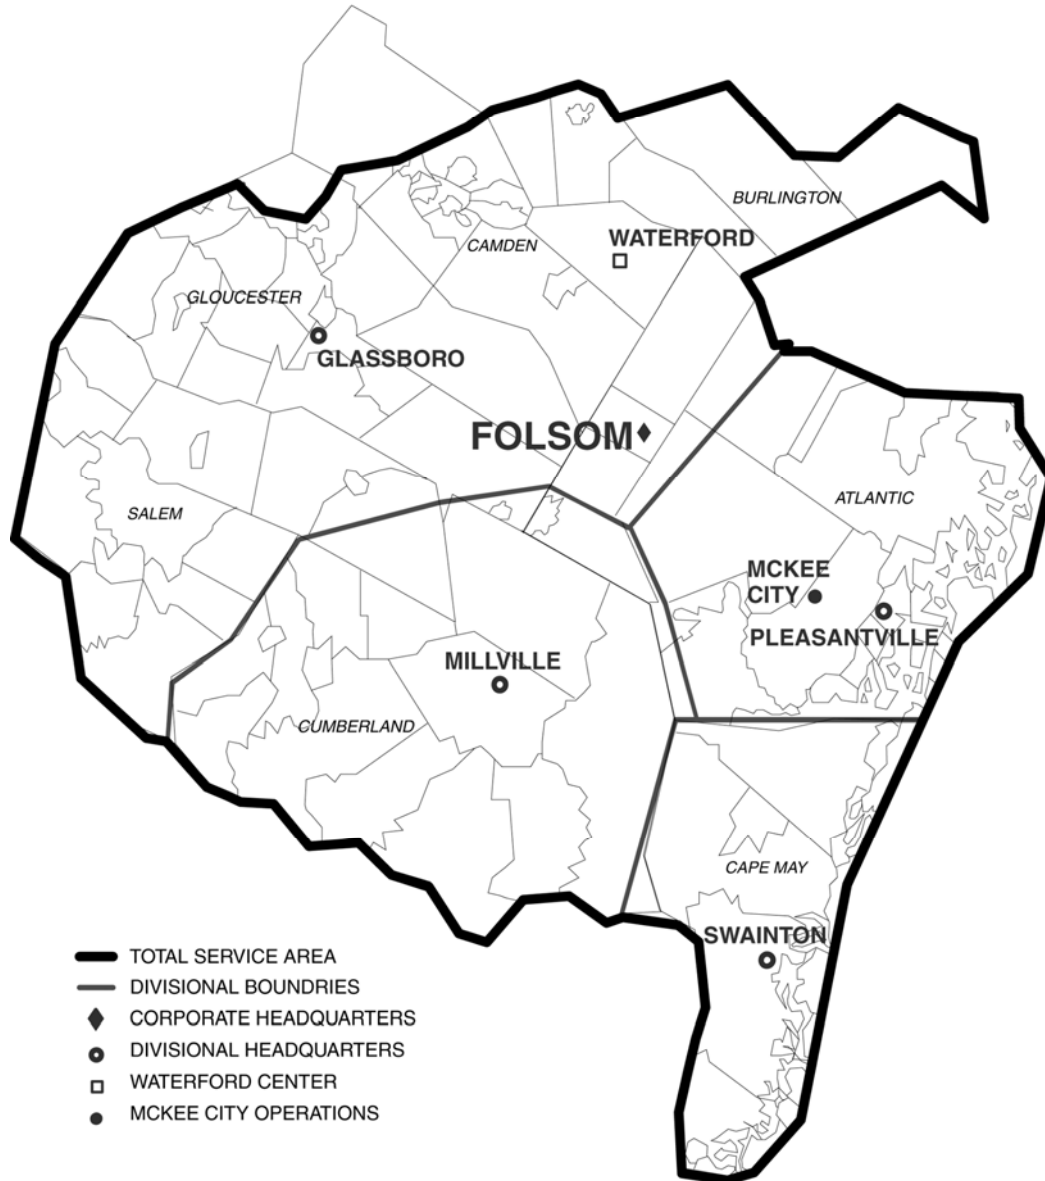 BURLINGTON
CAMDEN
WATERFORD
GLOUCESTER
GLASSBORO
FOLSOM
SALEM
ATLANTIC
MCKEE
CITY
PLEASANTVILLE
MILLVILLE
CUMBERLAND
CAPE MAY
SWAINTON
TOTAL SERVICE AREA
DIVISIONAL BOUNDRIES
CORPORATE HEADQUARTERS
DIVISIONAL HEADQUARTERS
WATERFORD CENTER
MCKEE CITY OPERATIONS